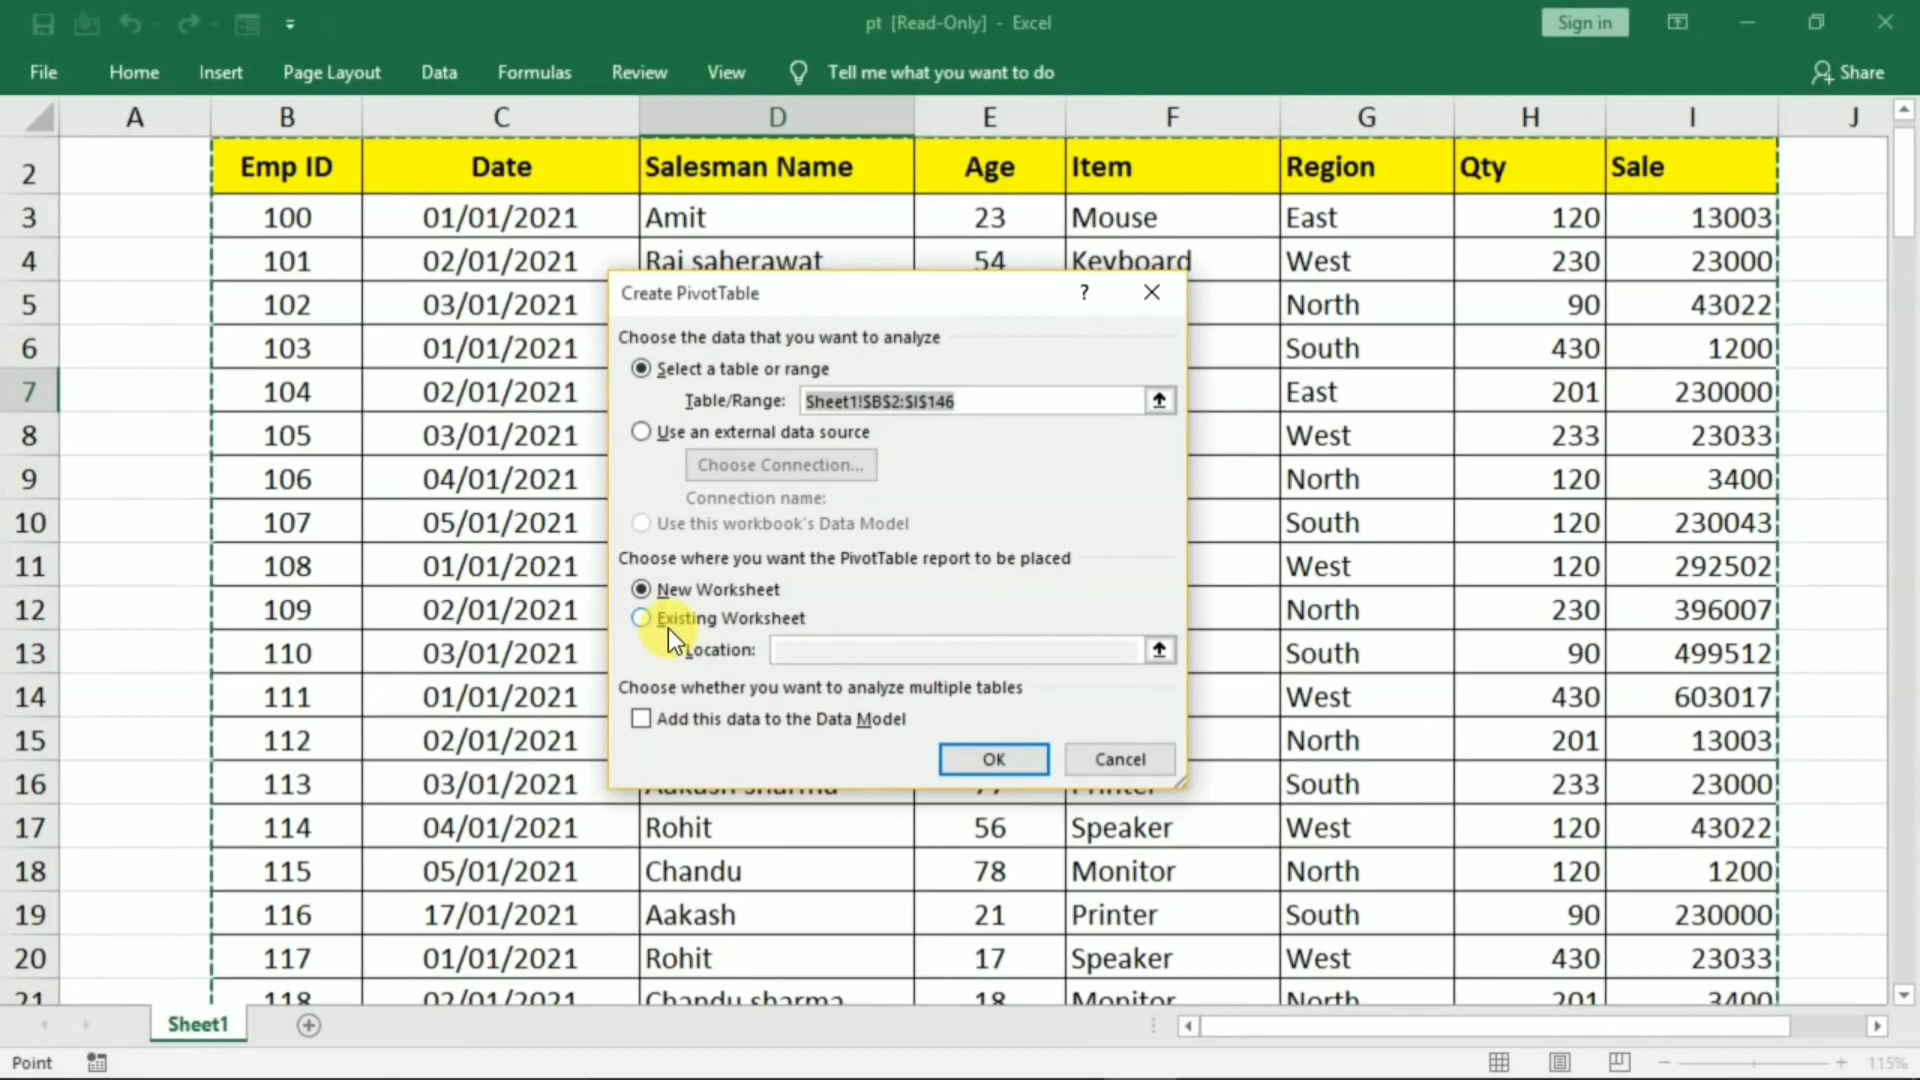 pt [Read-Only] - Excel
Sign in
File Home Insert Page Layout Data Formulas Review View Tell me what you want to do Share
A B C D E F G H I J
2 Emp ID Date Salesman Name Age Item Region Qty Sale
3 100 01/01/2021 Amit 23 Mouse East 120 13003
4 101 02/01/2021 Raj saherawat 54 Keyboard West 230 23000
5 102 03/01/2021 North 90 43022
6 103 01/01/2021 South 430 1200
7 104 02/01/2021 East 201 230000
8 105 03/01/2021 West 233 23033
9 106 04/01/2021 North 120 3400
10 107 05/01/2021 South 120 230043
11 108 01/01/2021 West 120 292502
12 109 02/01/2021 North 230 396007
13 110 03/01/2021 South 90 499512
14 111 01/01/2021 West 430 603017
15 112 02/01/2021 North 201 13003
16 113 03/01/2021 Aakash sharma 77 Printer South 233 23000
17 114 04/01/2021 Rohit 56 Speaker West 120 43022
18 115 05/01/2021 Chandu 78 Monitor North 120 1200
19 116 17/01/2021 Aakash 21 Printer South 90 230000
20 117 01/01/2021 Rohit 17 Speaker West 430 23033
21 118 02/01/2021 Chandu sharma 18 Monitor North 201 3400
Create PivotTable ?
Choose the data that you want to analyze
Select a table or range
Table/Range: Sheet1!$B$2:$I$146
Use an external data source
Choose Connection...
Connection name:
Use this workbook's Data Model
Choose where you want the PivotTable report to be placed
New Worksheet
Existing Worksheet
Location:
Choose whether you want to analyze multiple tables
Add this data to the Data Model
OK Cancel
Sheet1
Point 115%